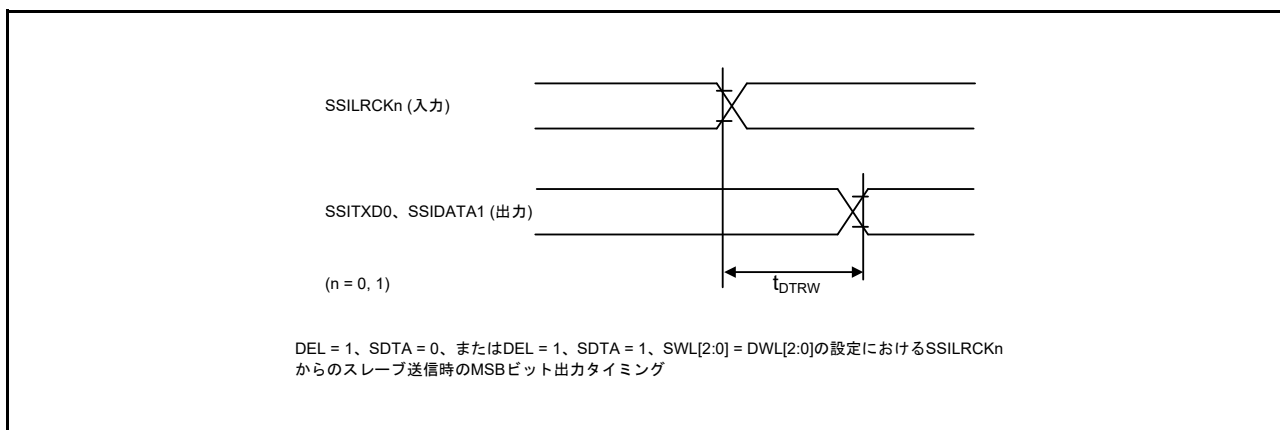 SSILRCKn (入力)
SSITXD0、SSIDATA1 (出力)
(n = 0, 1)
tDTRW
DEL = 1、SDTA = 0、またはDEL = 1、SDTA = 1、SWL[2:0] = DWL[2:0]の設定におけるSSILRCKn
からのスレーブ送信時のMSBビット出力タイミング